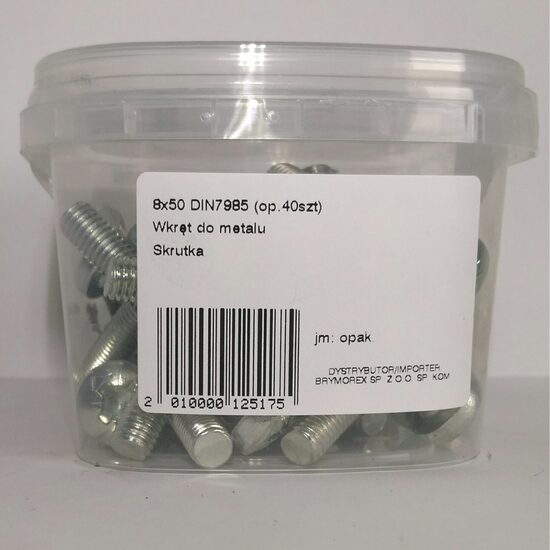 8x50 DIN7985 (op.40szt)
Wkręt do metalu
Skrutka
jm: opak.
2 010000 125175
DYSTRYBUTOR/IMPORTER
BRYMOREX SP. Z O.O. SP. KOM